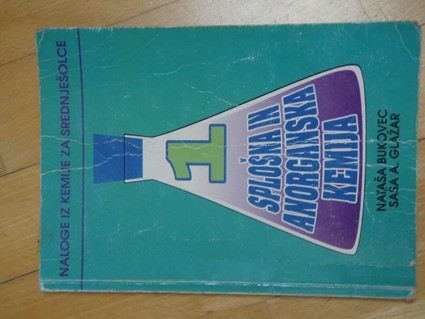 NALOGE IZ KEMIJE ZA SREDNJEŠOLCE
1
SPLOŠNA IN
ANORGANSKA
KEMIJA
NATAŠA BUKOVEC
SAŠA A. GLAŽAR